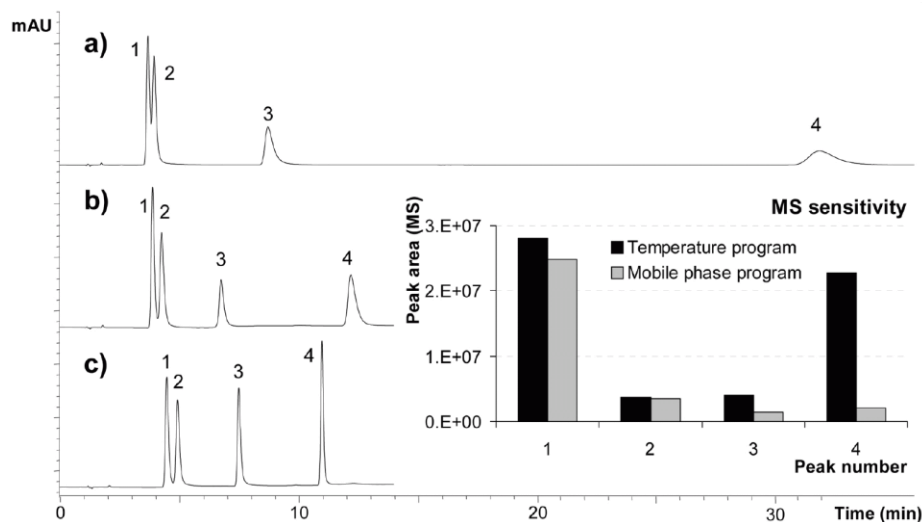 mAU
a)
1
2
3
4
b)
1
2
3
4
c)
1
2
3
4
MS sensitivity
Peak area (MS)
3.E+07
2.E+07
1.E+07
0.E+00
Temperature program
Mobile phase program
1 2 3 4
Peak number
0 10 20 30 Time (min)